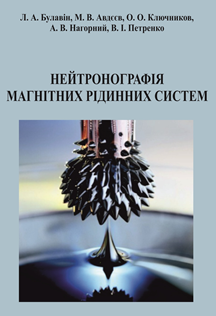 Л. А. Булавін, М. В. Авдєєв, О. О. Ключников,
А. В. Нагорний, В. І. Петренко
НЕЙТРОНОГРАФІЯ
МАГНІТНИХ РІДИННИХ СИСТЕМ